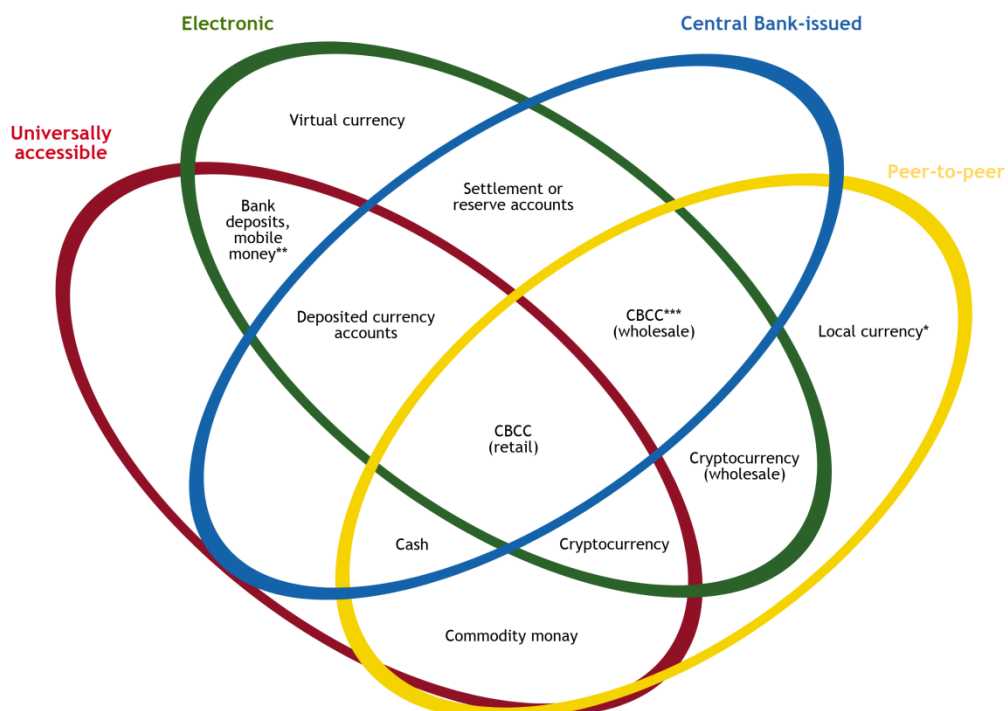 Electronic
Central Bank-issued
Universally
accessible
Peer-to-peer
Virtual currency
Settlement or
reserve accounts
Bank
deposits,
mobile
money**
Deposited currency
accounts
CBCC***
(wholesale)
Local currency*
CBCC
(retail)
Cryptocurrency
(wholesale)
Cash
Cryptocurrency
Commodity monay